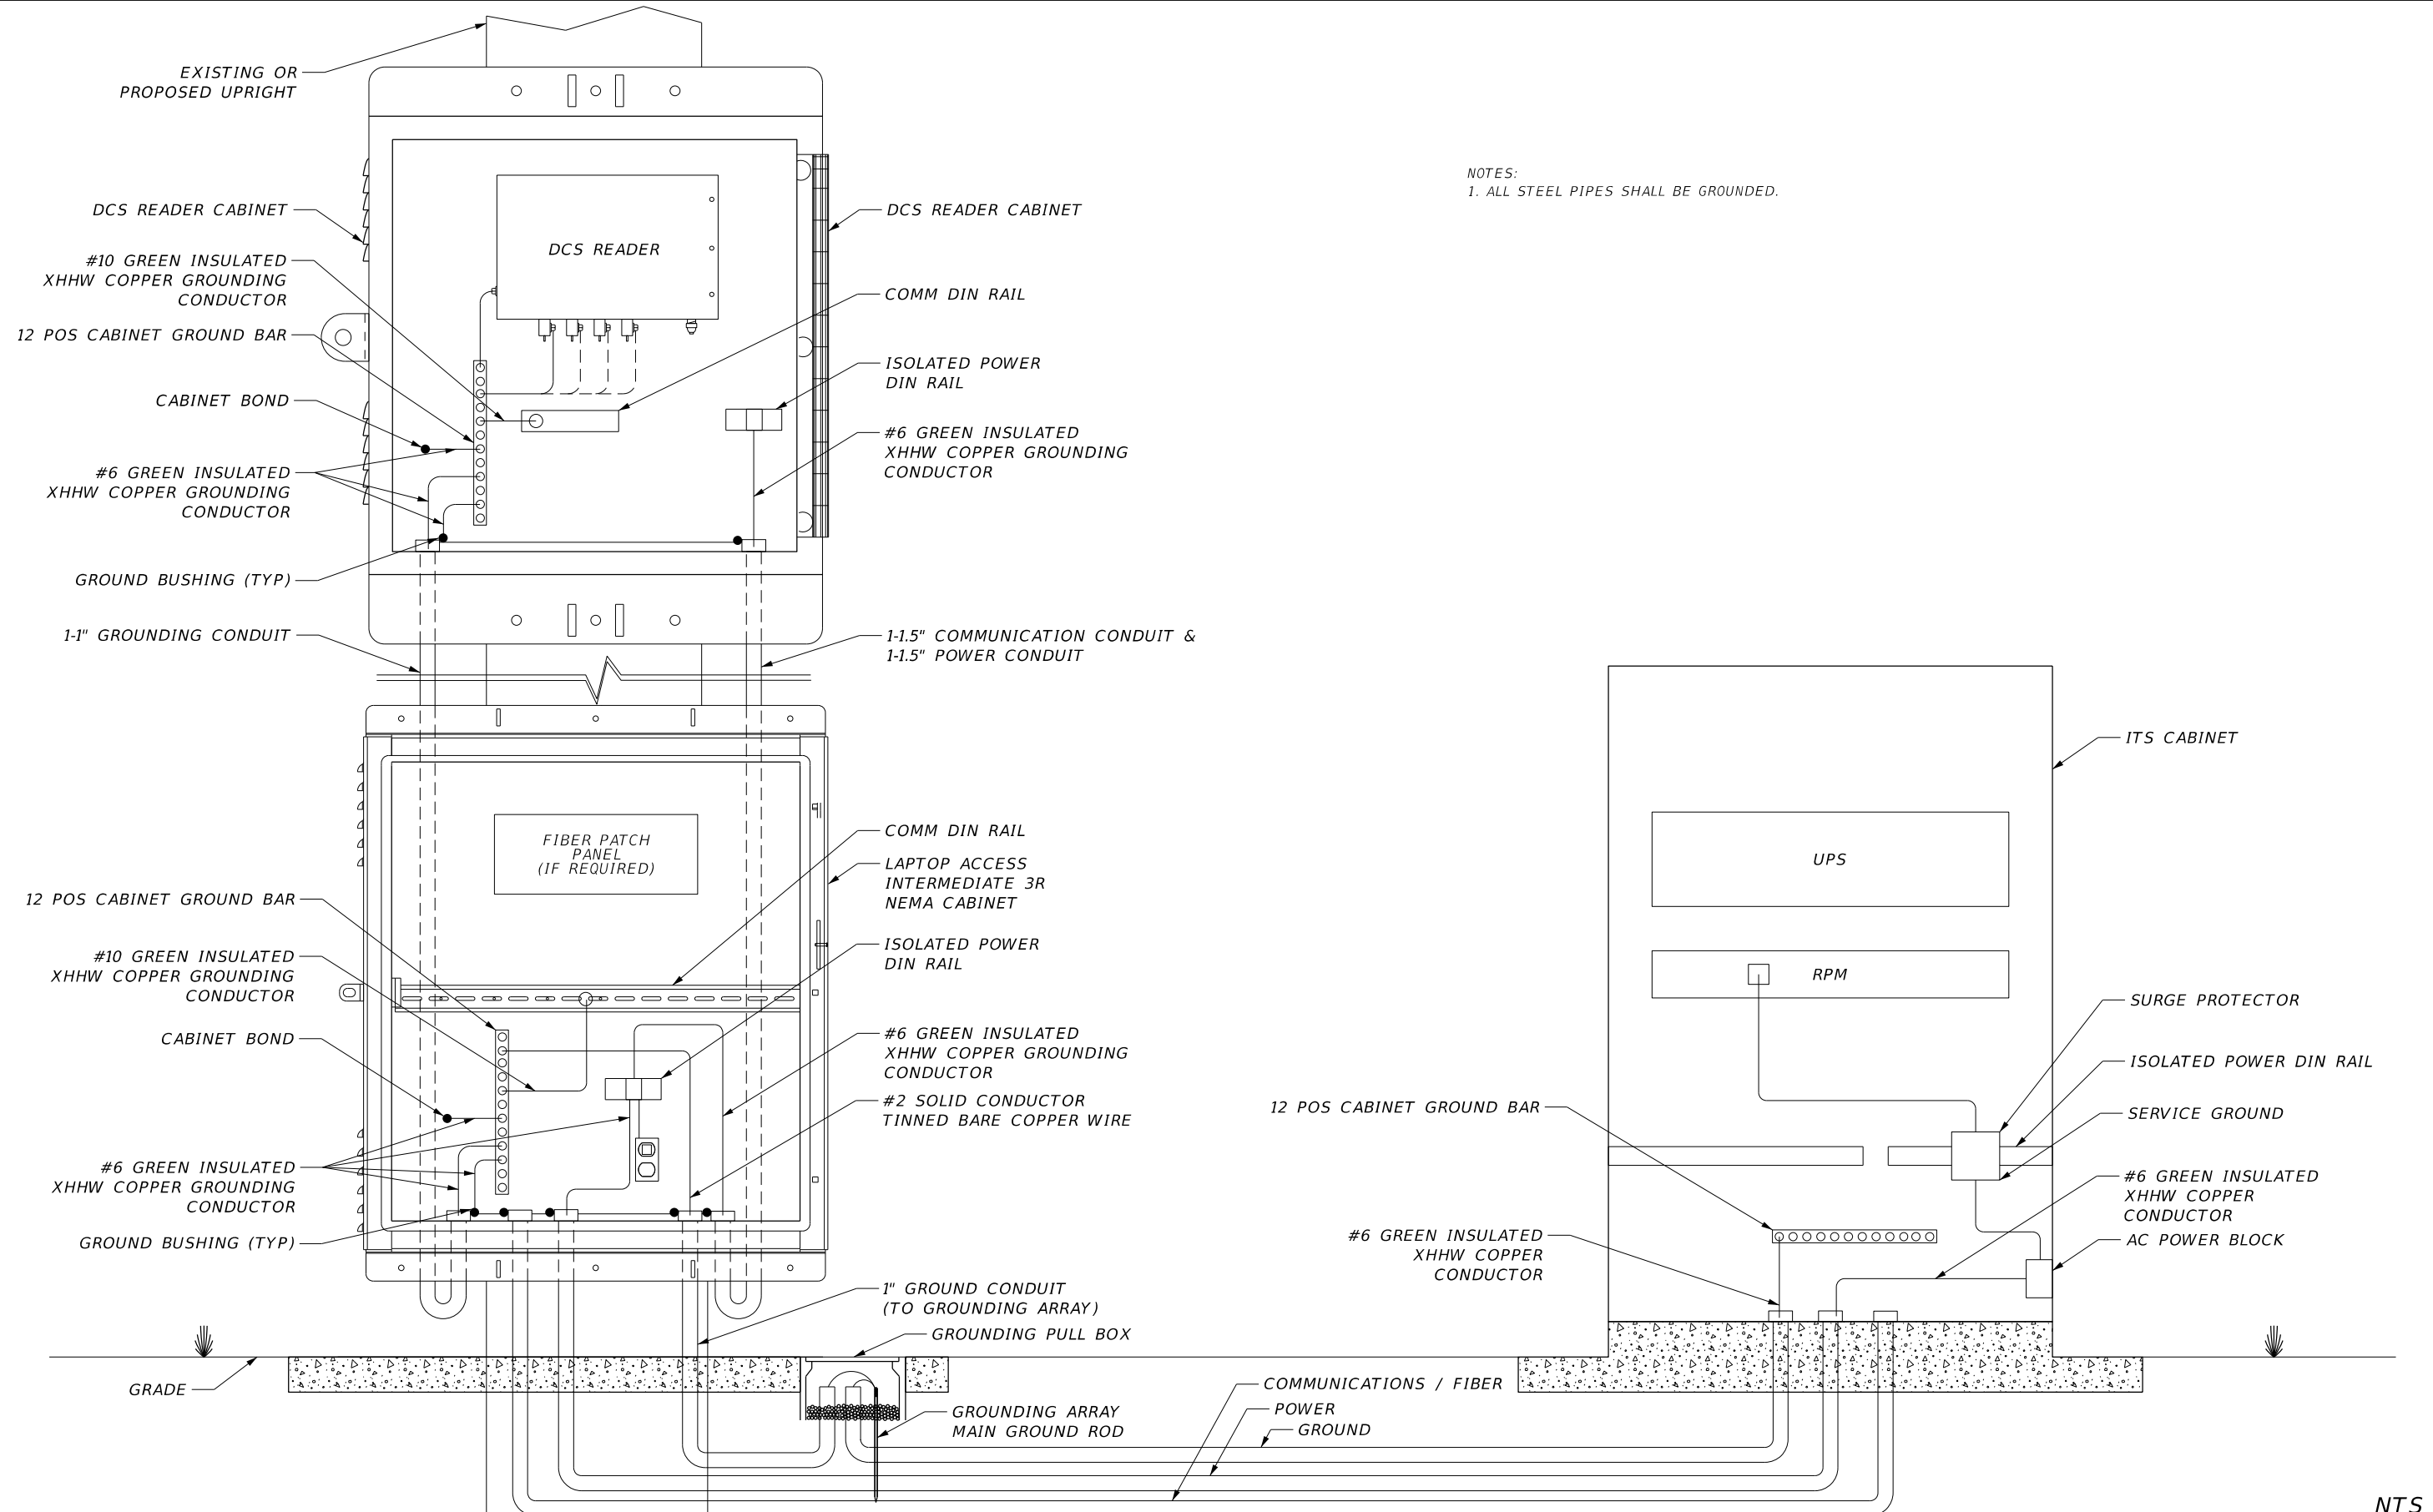 EXISTING OR
PROPOSED UPRIGHT
NOTES:
1. ALL STEEL PIPES SHALL BE GROUNDED.
DCS READER CABINET
#10 GREEN INSULATED
XHHW COPPER GROUNDING
CONDUCTOR
12 POS CABINET GROUND BAR
CABINET BOND
#6 GREEN INSULATED
XHHW COPPER GROUNDING
CONDUCTOR
GROUND BUSHING (TYP)
1-1" GROUNDING CONDUIT
DCS READER
DCS READER CABINET
COMM DIN RAIL
ISOLATED POWER
DIN RAIL
#6 GREEN INSULATED
XHHW COPPER GROUNDING
CONDUCTOR
1-1.5" COMMUNICATION CONDUIT &
1-1.5" POWER CONDUIT
FIBER PATCH
PANEL
(IF REQUIRED)
12 POS CABINET GROUND BAR
#10 GREEN INSULATED
XHHW COPPER GROUNDING
CONDUCTOR
CABINET BOND
#6 GREEN INSULATED
XHHW COPPER GROUNDING
CONDUCTOR
GROUND BUSHING (TYP)
GRADE
COMM DIN RAIL
LAPTOP ACCESS
INTERMEDIATE 3R
NEMA CABINET
ISOLATED POWER
DIN RAIL
#6 GREEN INSULATED
XHHW COPPER GROUNDING
CONDUCTOR
#2 SOLID CONDUCTOR
TINNED BARE COPPER WIRE
1" GROUND CONDUIT
(TO GROUNDING ARRAY)
GROUNDING PULL BOX
GROUNDING ARRAY
MAIN GROUND ROD
COMMUNICATIONS / FIBER
POWER
GROUND
12 POS CABINET GROUND BAR
#6 GREEN INSULATED
XHHW COPPER
CONDUCTOR
UPS
RPM
ITS CABINET
SURGE PROTECTOR
ISOLATED POWER DIN RAIL
SERVICE GROUND
#6 GREEN INSULATED
XHHW COPPER
CONDUCTOR
AC POWER BLOCK
NTS